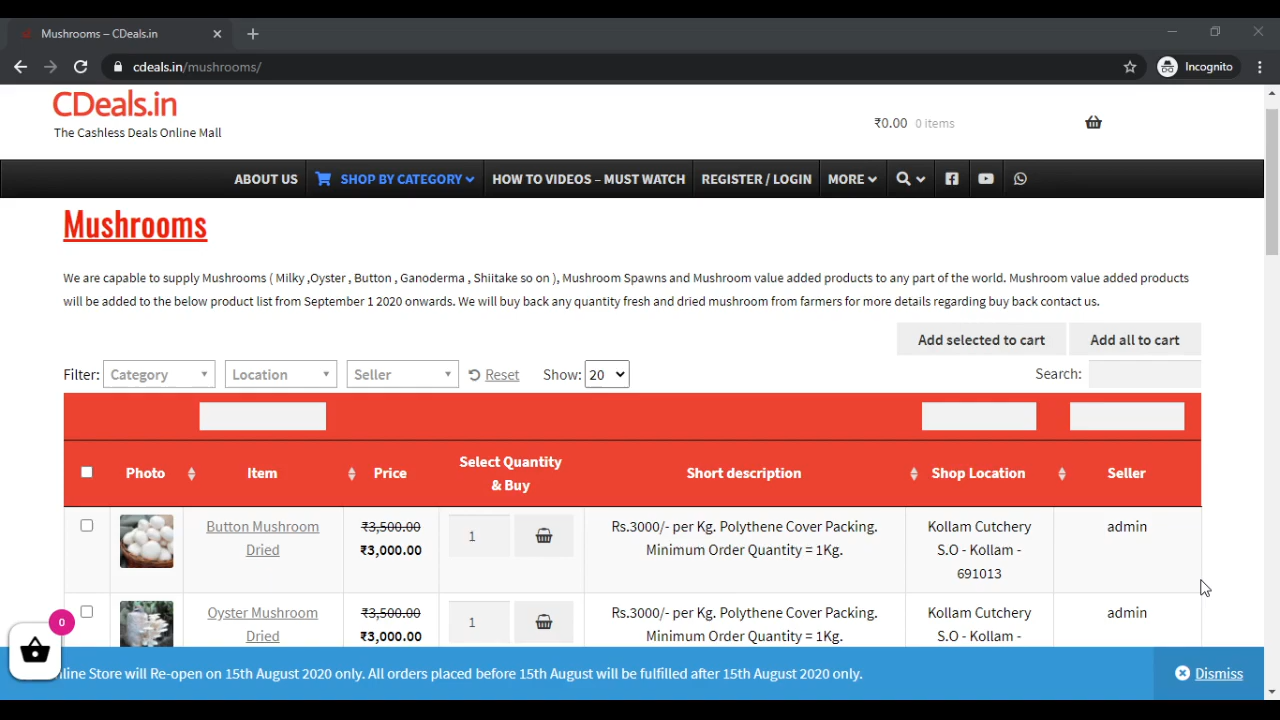 Mushrooms – CDeals.in
cdeals.in/mushrooms/
Incognito
CDeals.in
The Cashless Deals Online Mall
₹0.00 0 items
ABOUT US SHOP BY CATEGORY HOW TO VIDEOS – MUST WATCH REGISTER / LOGIN MORE
Mushrooms
We are capable to supply Mushrooms ( Milky ,Oyster , Button , Ganoderma , Shiitake so on ), Mushroom Spawns and Mushroom value added products to any part of the world. Mushroom value added products
will be added to the below product list from September 1 2020 onwards. We will buy back any quantity fresh and dried mushroom from farmers for more details regarding buy back contact us.
Add selected to cart Add all to cart
Filter: Category Location Seller Reset Show: 20 Search:
Photo Item Price Select Quantity & Buy Short description Shop Location Seller
Button Mushroom ₹3,500.00 1 Rs.3000/- per Kg. Polythene Cover Packing. Kollam Cutchery admin
Dried ₹3,000.00 Minimum Order Quantity = 1Kg. S.O - Kollam -
691013
Oyster Mushroom ₹3,500.00 1 Rs.3000/- per Kg. Polythene Cover Packing. Kollam Cutchery admin
Dried ₹3,000.00 Minimum Order Quantity = 1Kg. S.O - Kollam -
0
Store will Re-open on 15th August 2020 only. All orders placed before 15th August will be fulfilled after 15th August 2020 only. Dismiss